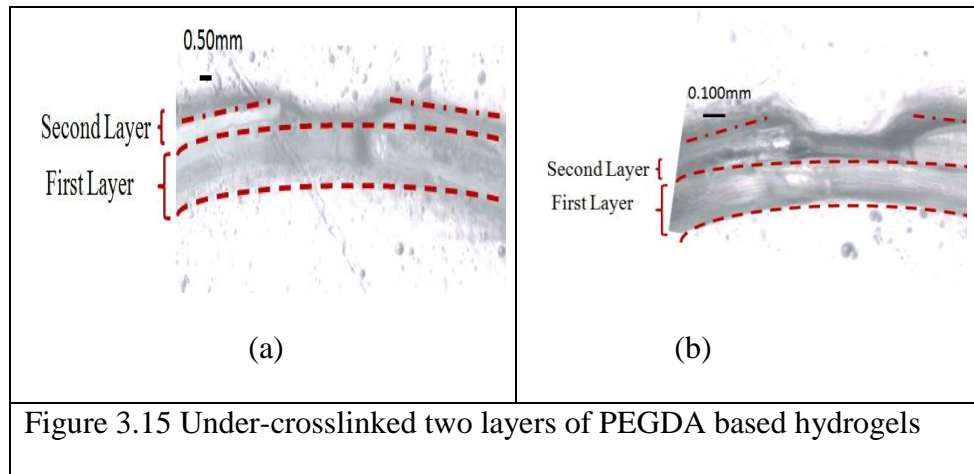 0.50mm
Second Layer
First Layer
(a)
0.100mm
Second Layer
First Layer
(b)
Figure 3.15 Under-crosslinked two layers of PEGDA based hydrogels